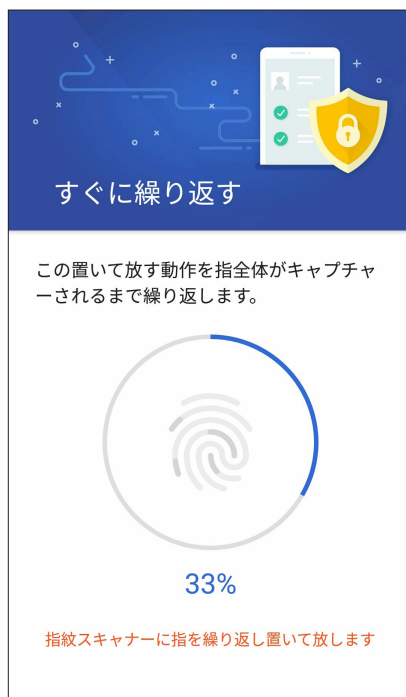 すぐに繰り返す
この置いて放す動作を指全体がキャプチャ
ーされるまで繰り返します。
33%
指紋スキャナーに指を繰り返し置いて放します